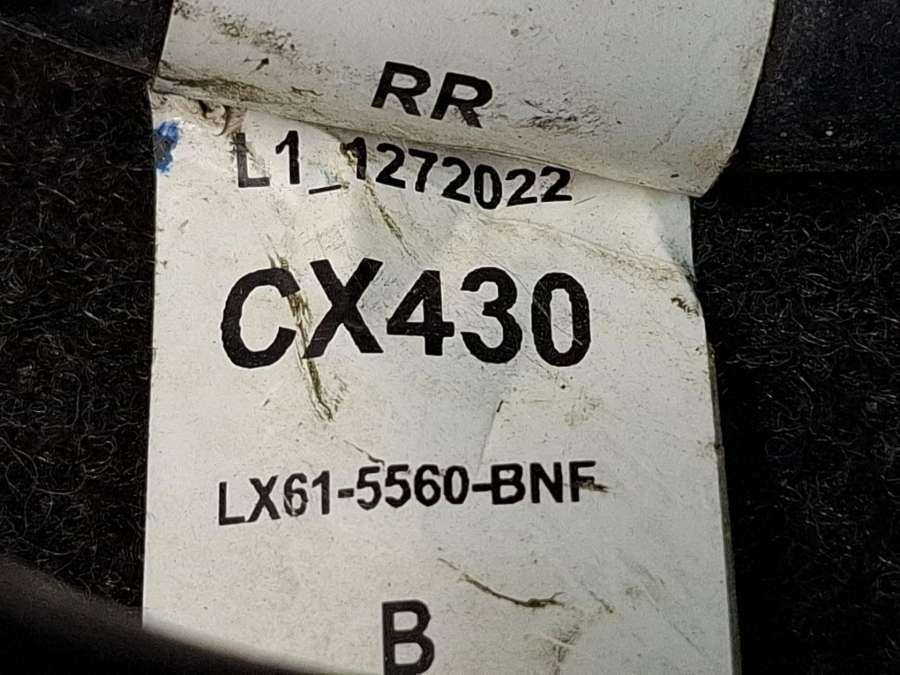 RR
L1_1272022
CX430
LX61-5560-BNF
B